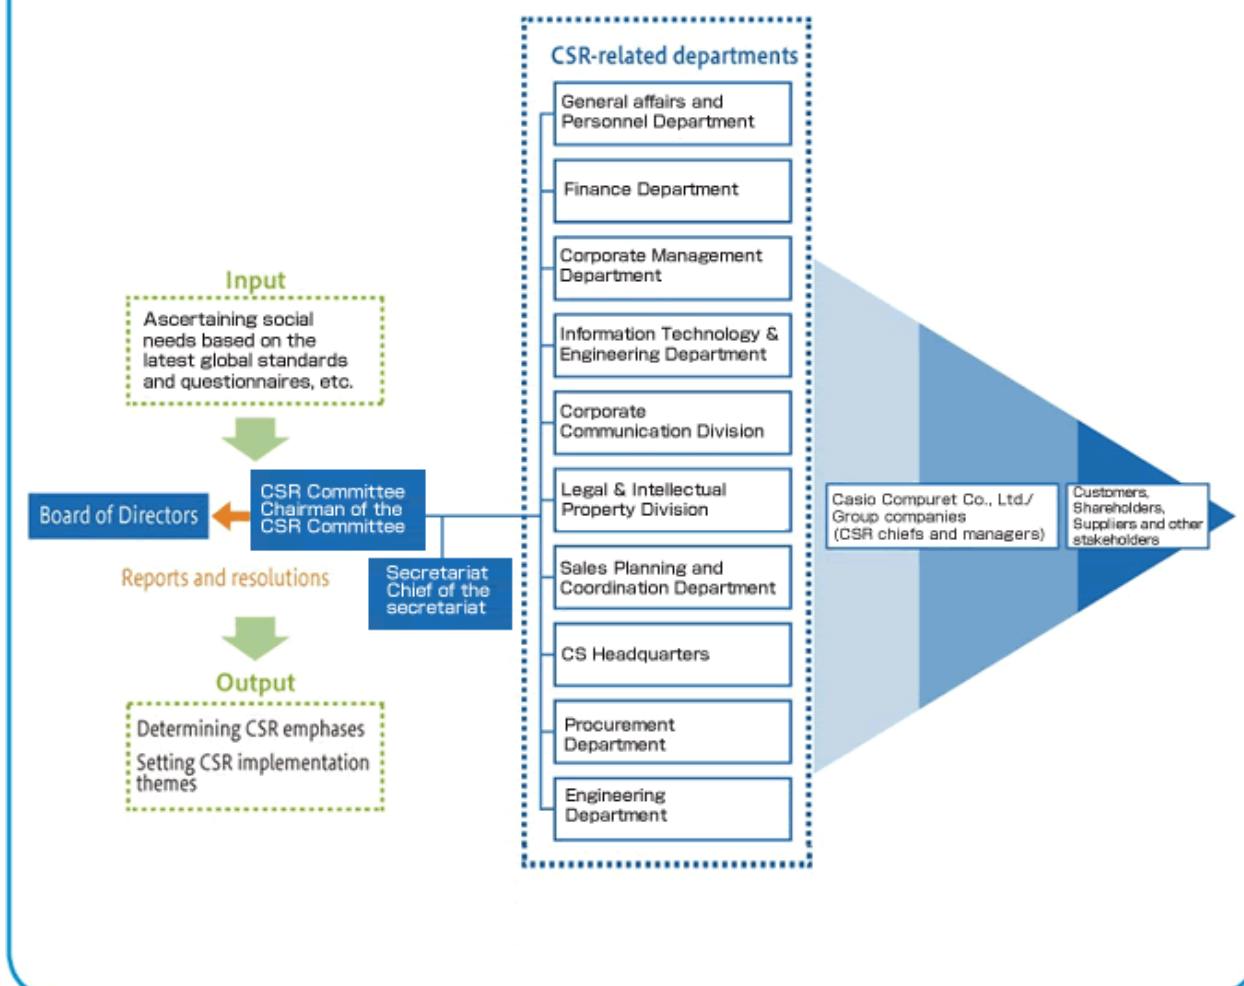 CSR-related departments
General affairs and
Personnel Department
Finance Department
Corporate Management
Department
Information Technology &
Engineering Department
Corporate
Communication Division
Legal & Intellectual
Property Division
Sales Planning and
Coordination Department
CS Headquarters
Procurement
Department
Engineering
Department
Input
Ascertaining social
needs based on the
latest global standards
and questionnaires, etc.
Board of Directors
CSR Committee
Chairman of the
CSR Committee
Reports and resolutions
Secretariat
Chief of the
secretariat
Output
Determining CSR emphases
Setting CSR implementation
themes
Casio Compuret Co., Ltd./
Group companies
(CSR chiefs and managers)
Customers,
Shareholders,
Suppliers and other
stakeholders